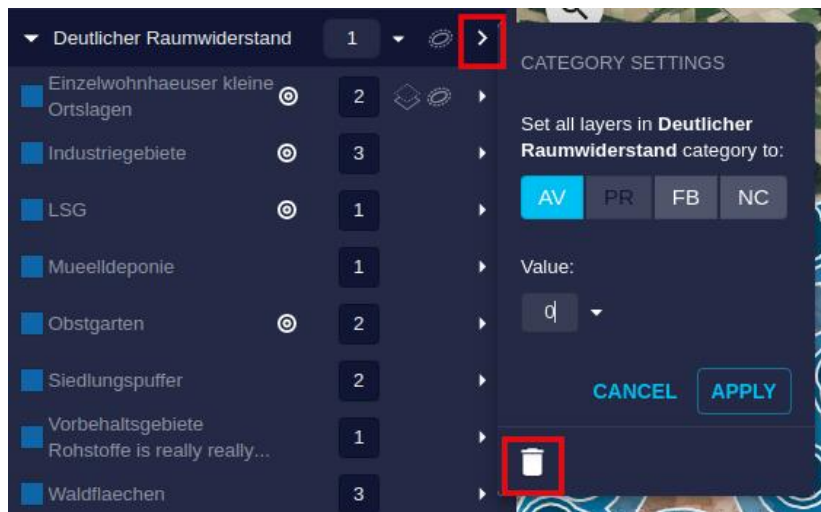 Deutlicher Raumwiderstand 1
Einzelwohnhaeuser kleine
Ortslagen 2
Industriegebiete 3
LSG 1
Mueelldeponie 1
Obstgarten 2
Siedlungspuffer 2
Vorbehaltsgebiete
Rohstoffe is really really... 1
Waldflaechen 3
CATEGORY SETTINGS
Set all layers in Deutlicher
Raumwiderstand category to:
AV PR FB NC
Value:
0
CANCEL APPLY